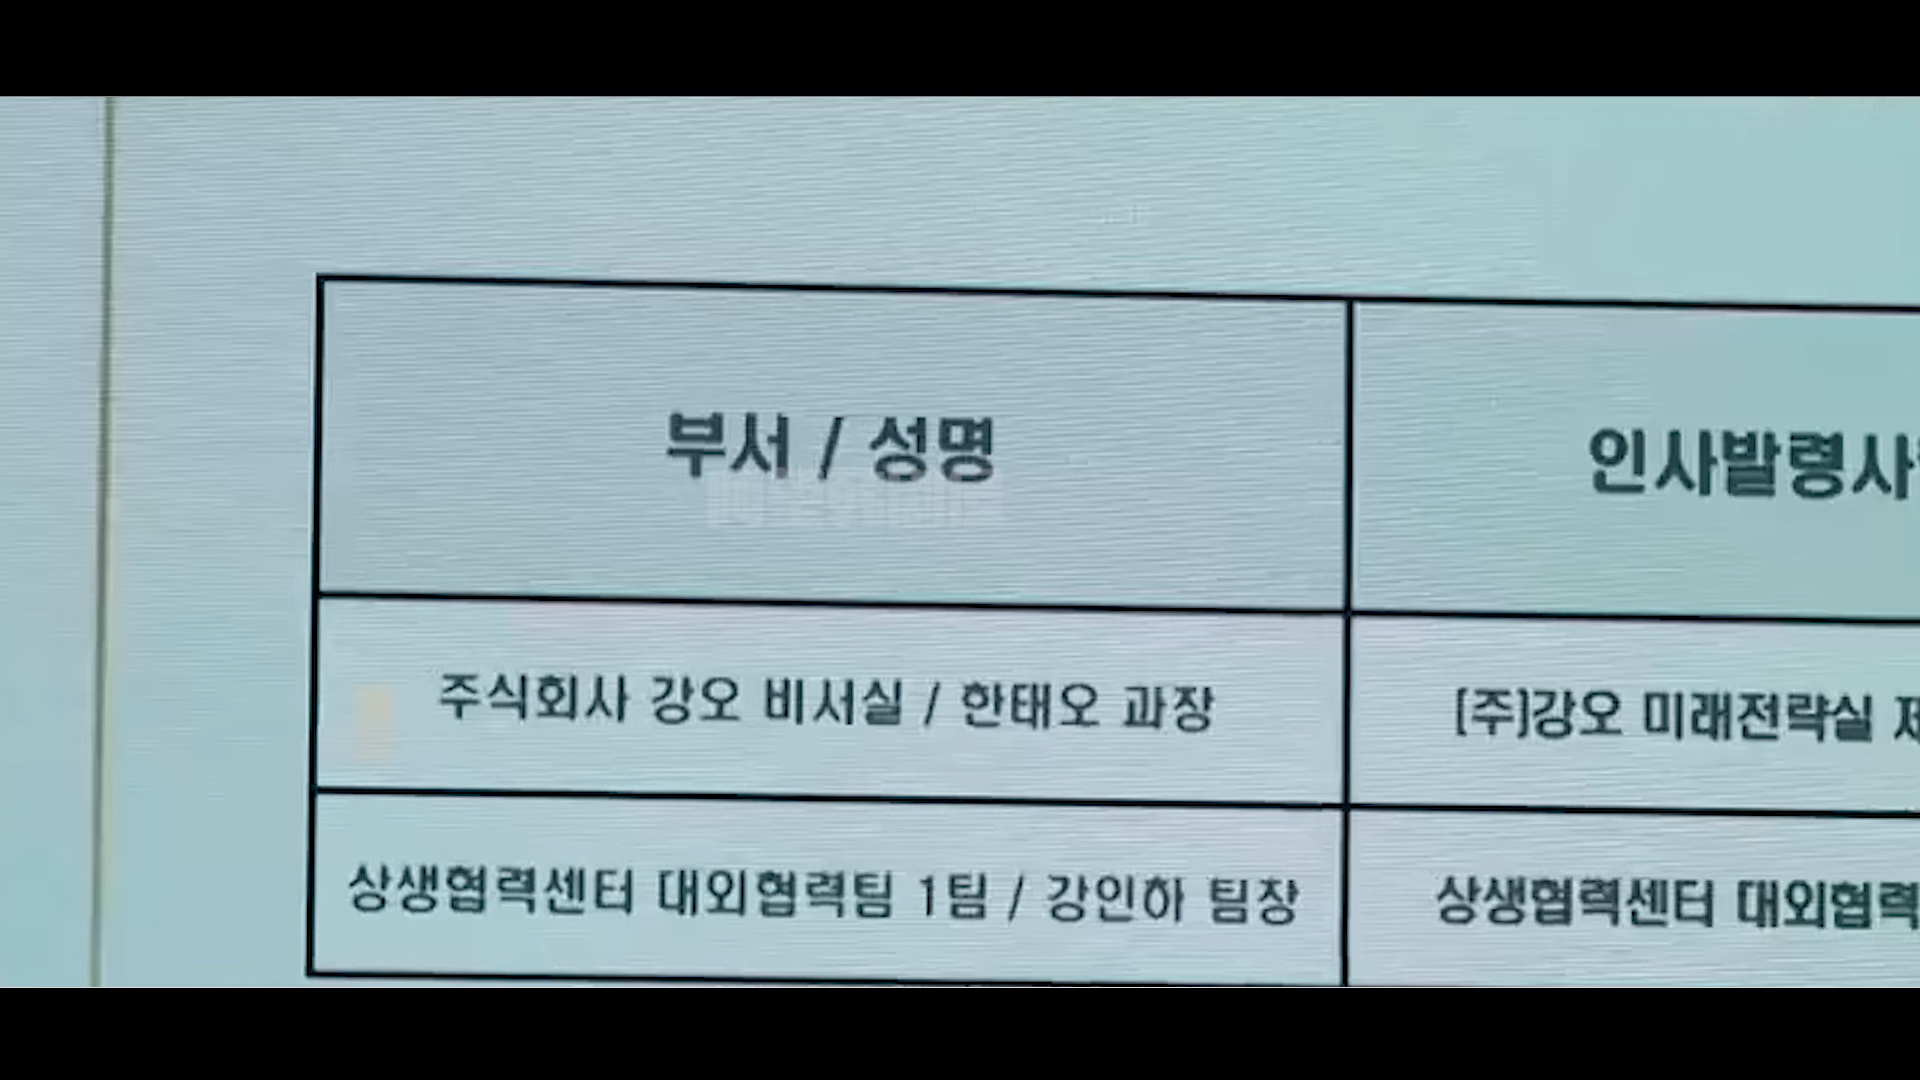 부서 / 성명
인사발령사
주식회사 강오 비서실 / 한태오 과장
[주]강오 미래전략실
상생협력센터 대외협력팀 1팀 / 강인하 팀장
상생협력센터 대외협력